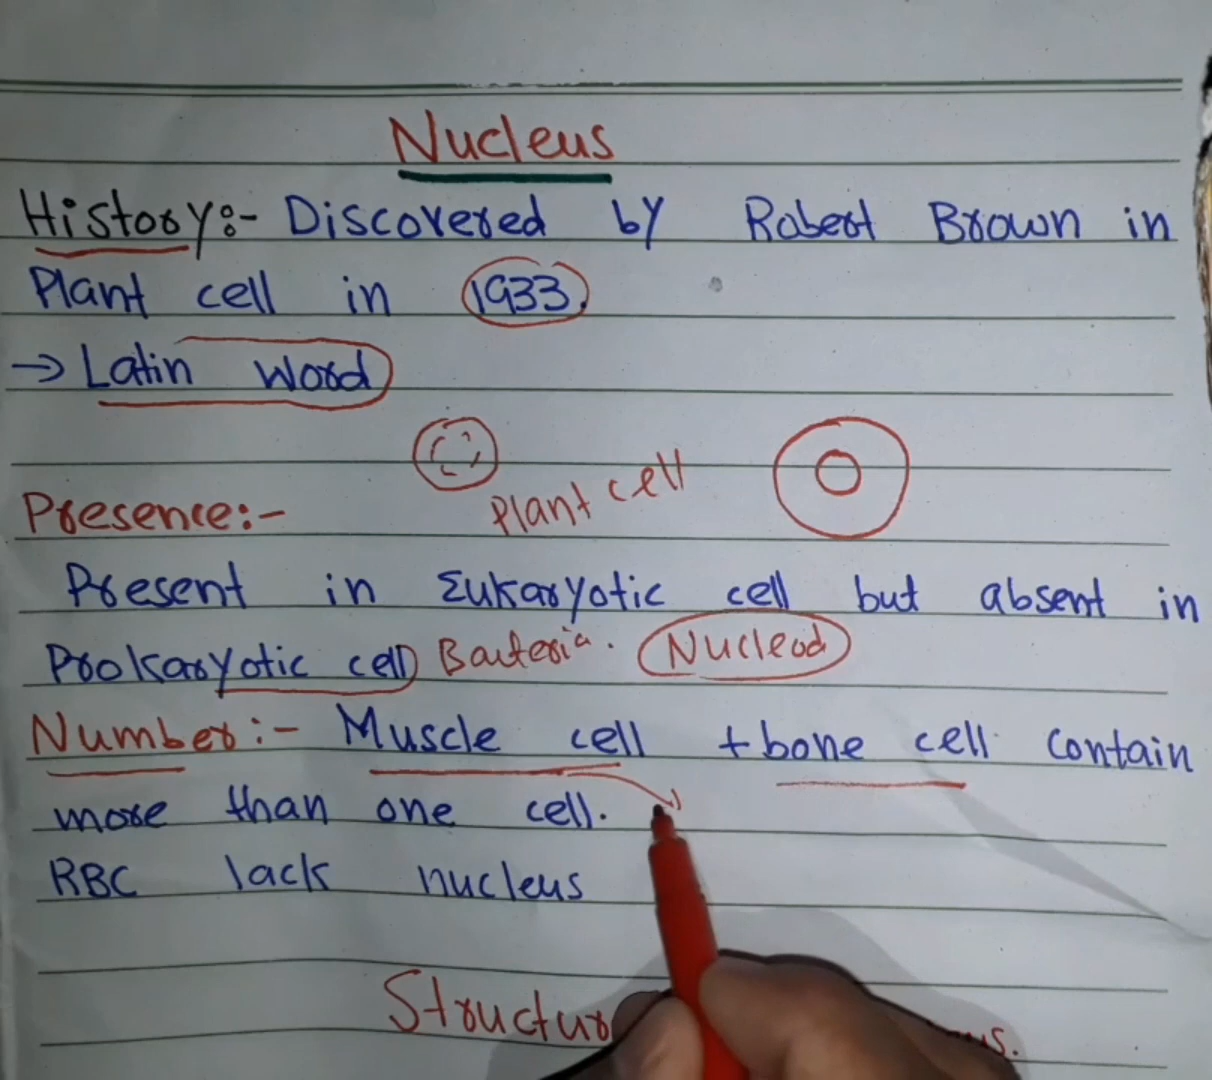 Nucleus
History:- Discovered by Robert Brown in
Plant cell in 1933.
→ Latin word
Plant cell
Presence:-
Present in Eukaryotic cell but absent in
Prokaryotic cell Bacteria. Nucleod
Number:- Muscle cell + bone cell contain
more than one cell.
RBC lack nucleus